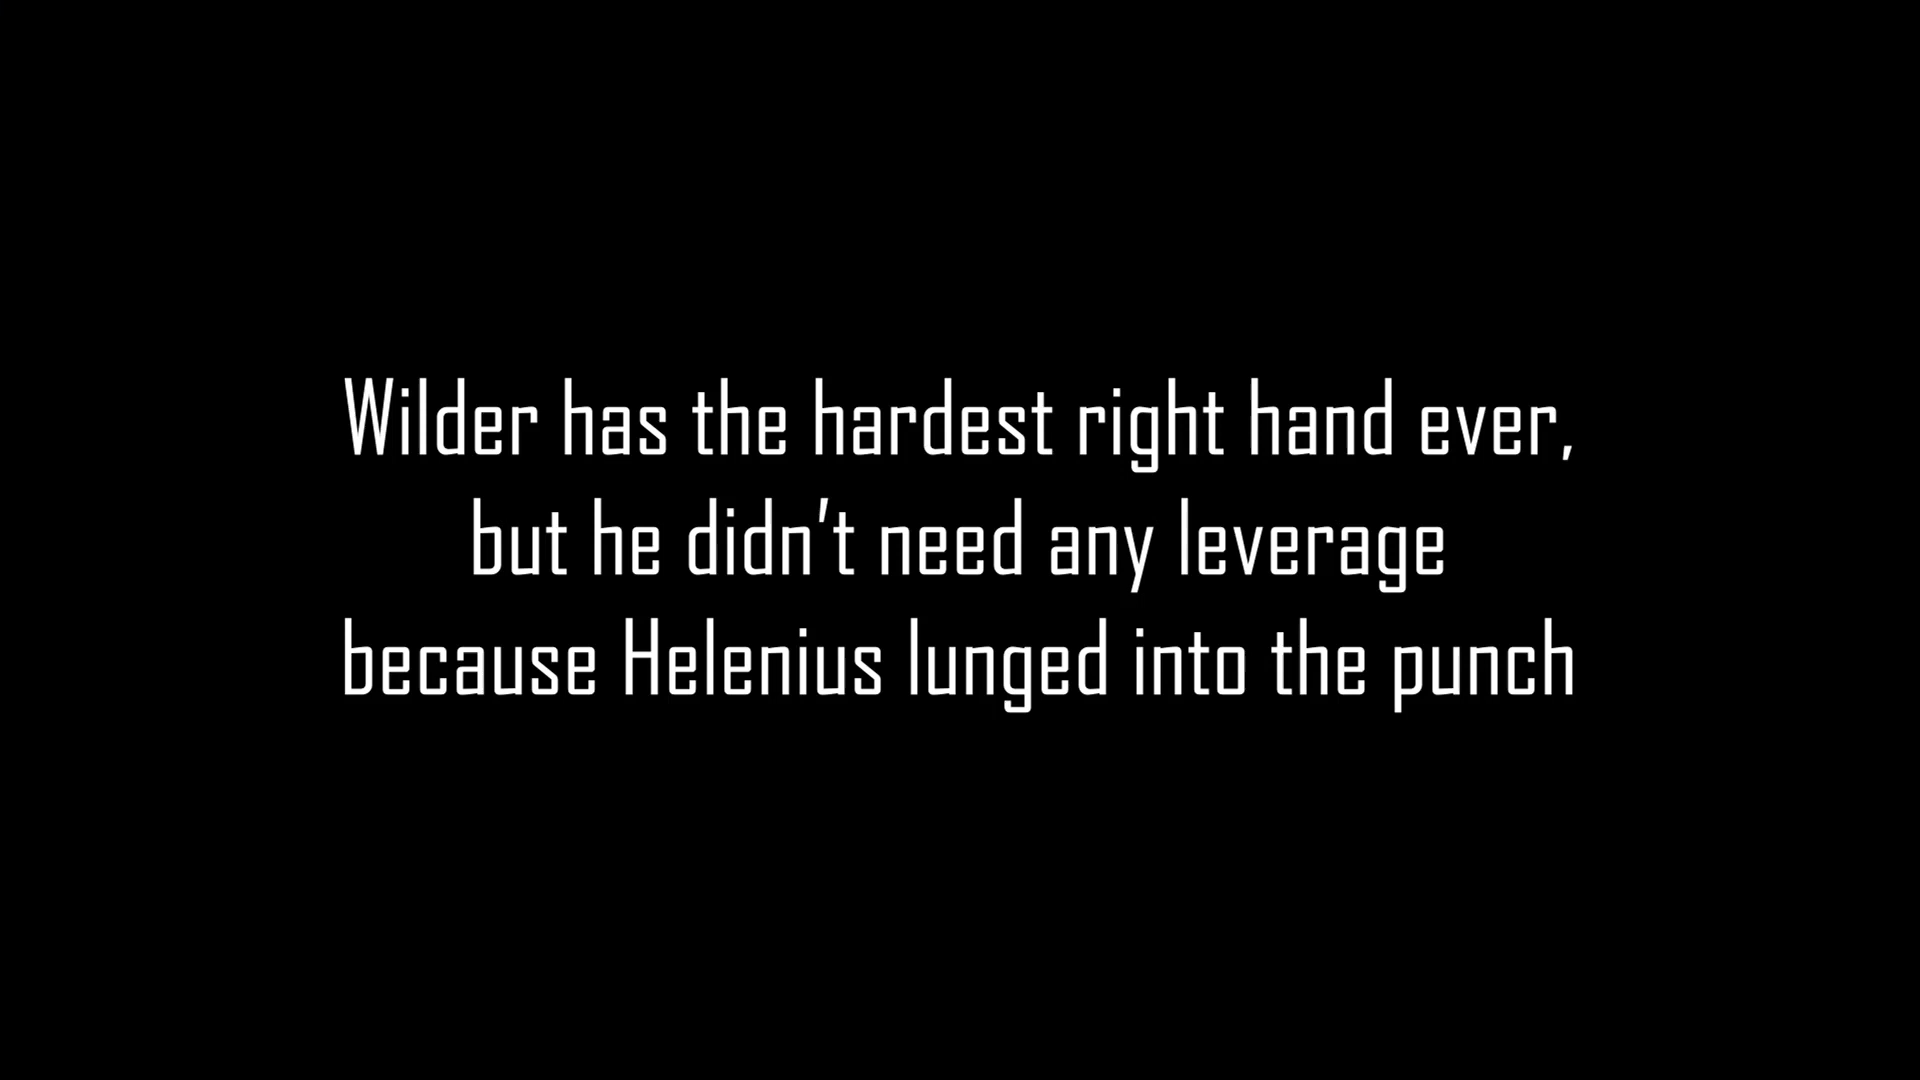 Wilder has the hardest right hand ever,
but he didn't need any leverage
because Helenius lunged into the punch